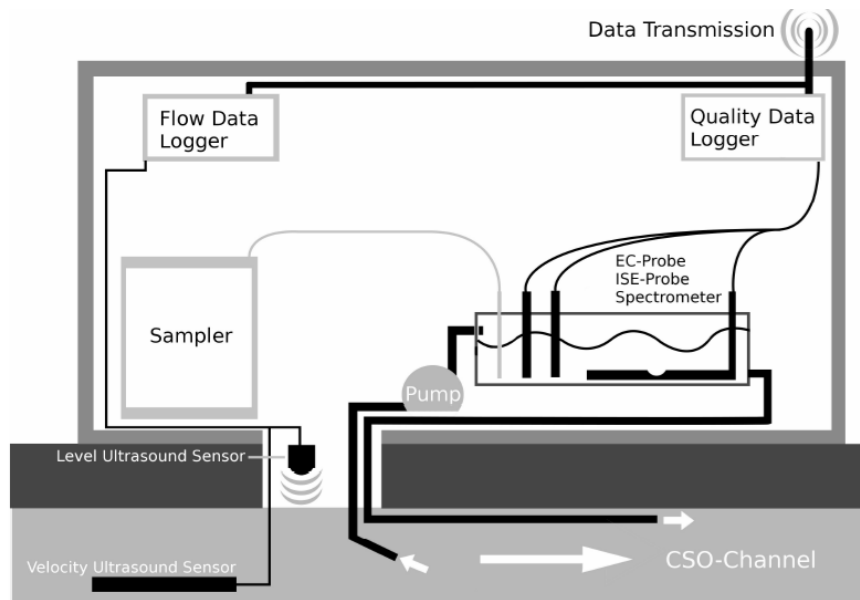 Data Transmission
Flow Data
Logger
Quality Data
Logger
EC-Probe
ISE-Probe
Spectrometer
Sampler
Pump
Level Ultrasound Sensor
Velocity Ultrasound Sensor
CSO-Channel